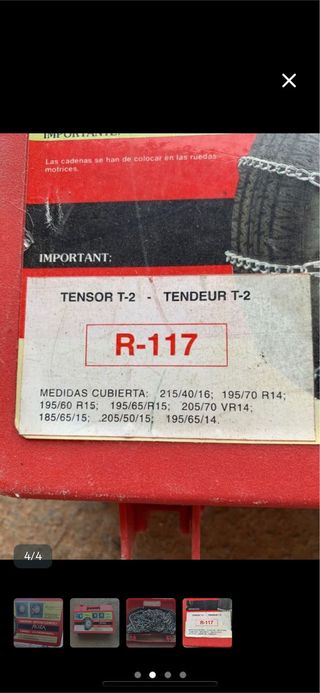 IMPORTANTE:
Las cadenas se han de colocar en las ruedas
motrices.
IMPORTANT:
TENSOR T-2 - TENDEUR T-2
R-117
MEDIDAS CUBIERTA: 215/40/16; 195/70 R14;
195/60 R15; 195/65/R15; 205/70 VR14;
185/65/15; .205/50/15; 195/65/14.
4/4
R-117